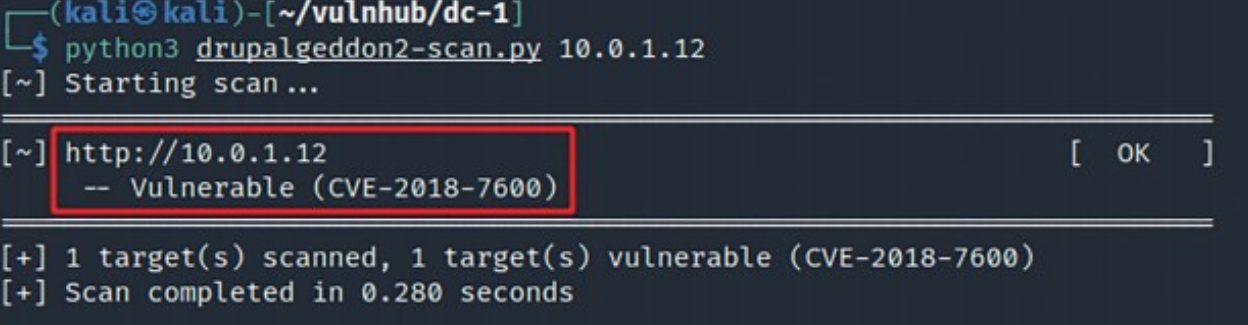 ┌──(kali㉿kali)-[~/vulnhub/dc-1]
└─$ python3 drupalgeddon2-scan.py 10.0.1.12
[~] Starting scan...
[~] http://10.0.1.12 [ OK ]
-- Vulnerable (CVE-2018-7600)
[+] 1 target(s) scanned, 1 target(s) vulnerable (CVE-2018-7600)
[+] Scan completed in 0.280 seconds